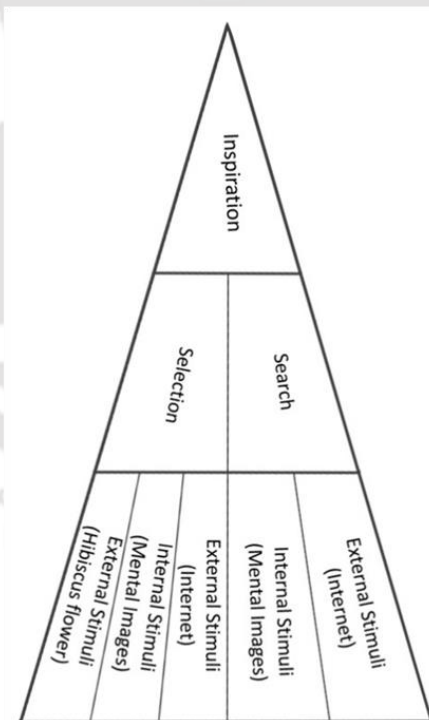 Inspiration
Search
Selection
External Stimuli
(Internet)
Internal Stimuli
(Mental Images)
External Stimuli
(Internet)
Internal Stimuli
(Mental Images)
External Stimuli
(Hibiscus flower)